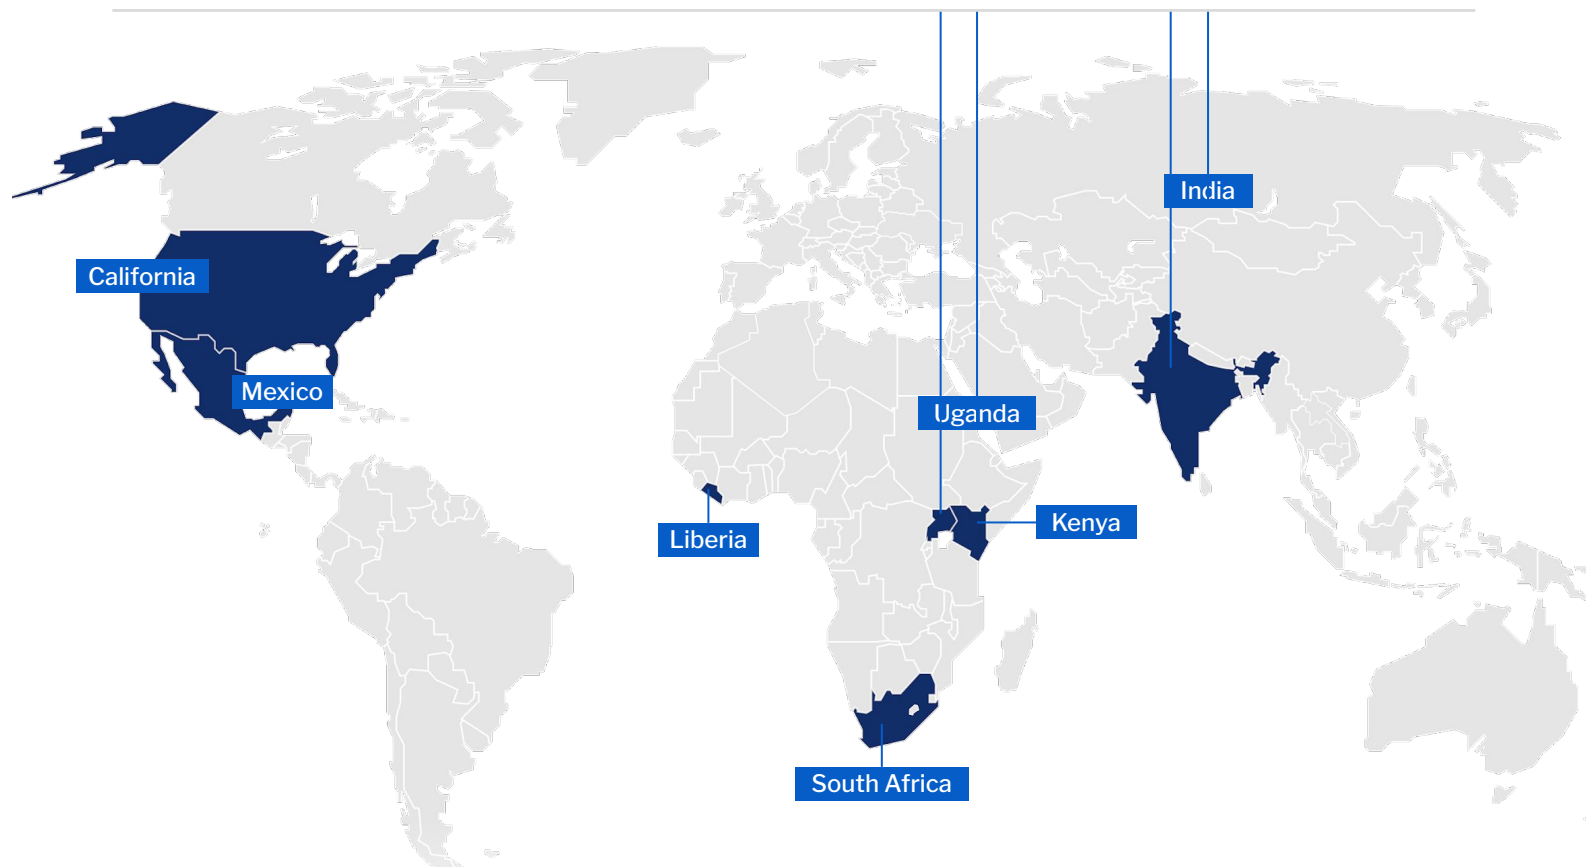 India
California
Mexico
Uganda
Kenya
Liberia
South Africa